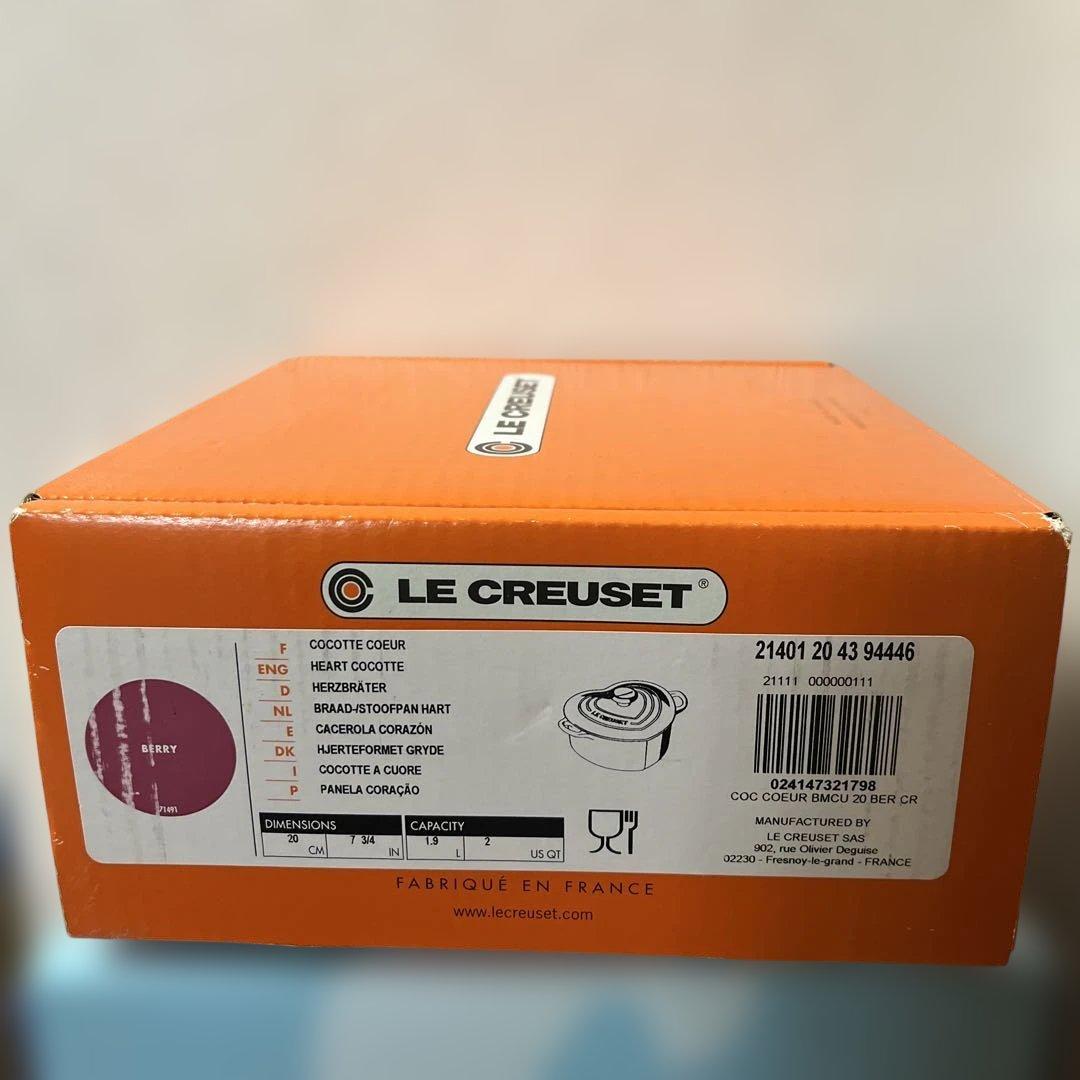 LE CREUSET
LE CREUSET®
F COCOTTE COEUR
ENG HEART COCOTTE
D HERZBRÄTER
NL BRAAD-/STOOFPAN HART
E CACEROLA CORAZÓN
DK HJERTEFORMET GRYDE
I COCOTTE A CUORE
P PANELA CORAÇÃO
BERRY
71491
DIMENSIONS
20 CM 7 3/4 IN
CAPACITY
1.9 L 2 US QT
LE CREUSET
21401 20 43 94446
21111 000000111
024147321798
COC COEUR BMCU 20 BER CR
MANUFACTURED BY
LE CREUSET SAS
902, rue Olivier Deguise
02230 - Fresnoy-le-grand - FRANCE
FABRIQUÉ EN FRANCE
www.lecreuset.com